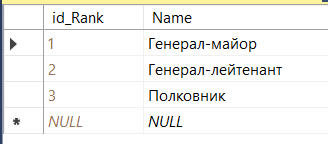 id_Rank Name
1 Генерал-майор
2 Генерал-лейтенант
3 Полковник
NULL NULL